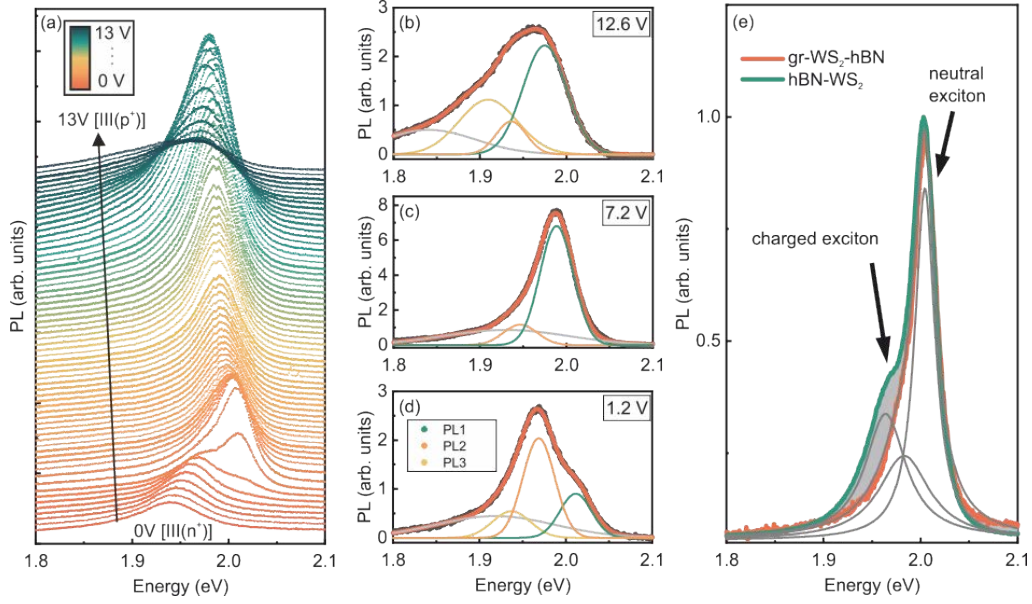 (a)
13 V
⋮
0 V
13V [III(p⁺)]
0V [III(n⁺)]
PL (arb. units)
1.8 1.9 2.0 2.1
Energy (eV)
(b)
12.6 V
PL (arb. units)
3
2
1
0
1.8 1.9 2.0 2.1
(c)
7.2 V
PL (arb. units)
8
6
4
2
0
1.8 1.9 2.0 2.1
(d)
1.2 V
PL1
PL2
PL3
PL (arb. units)
3
2
1
0
1.8 1.9 2.0 2.1
Energy (eV)
(e)
gr-WS₂-hBN
hBN-WS₂
neutral
exciton
charged exciton
PL (arb. units)
1.0
0.5
1.8 1.9 2.0 2.1
Energy (eV)